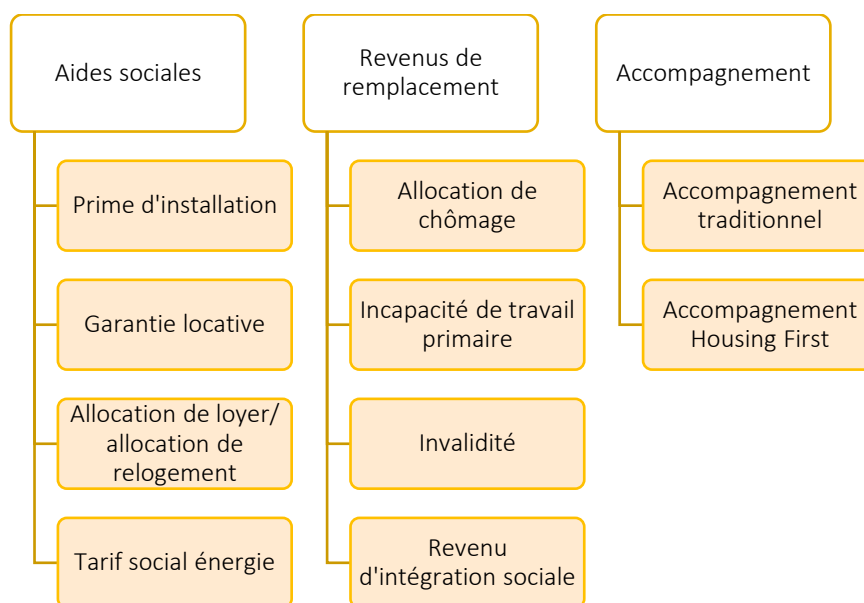 Aides sociales
Prime d'installation
Garantie locative
Allocation de loyer/
allocation de
relogement
Tarif social énergie
Revenus de
remplacement
Allocation de
chômage
Incapacité de travail
primaire
Invalidité
Revenu
d'intégration sociale
Accompagnement
Accompagnement
traditionnel
Accompagnement
Housing First